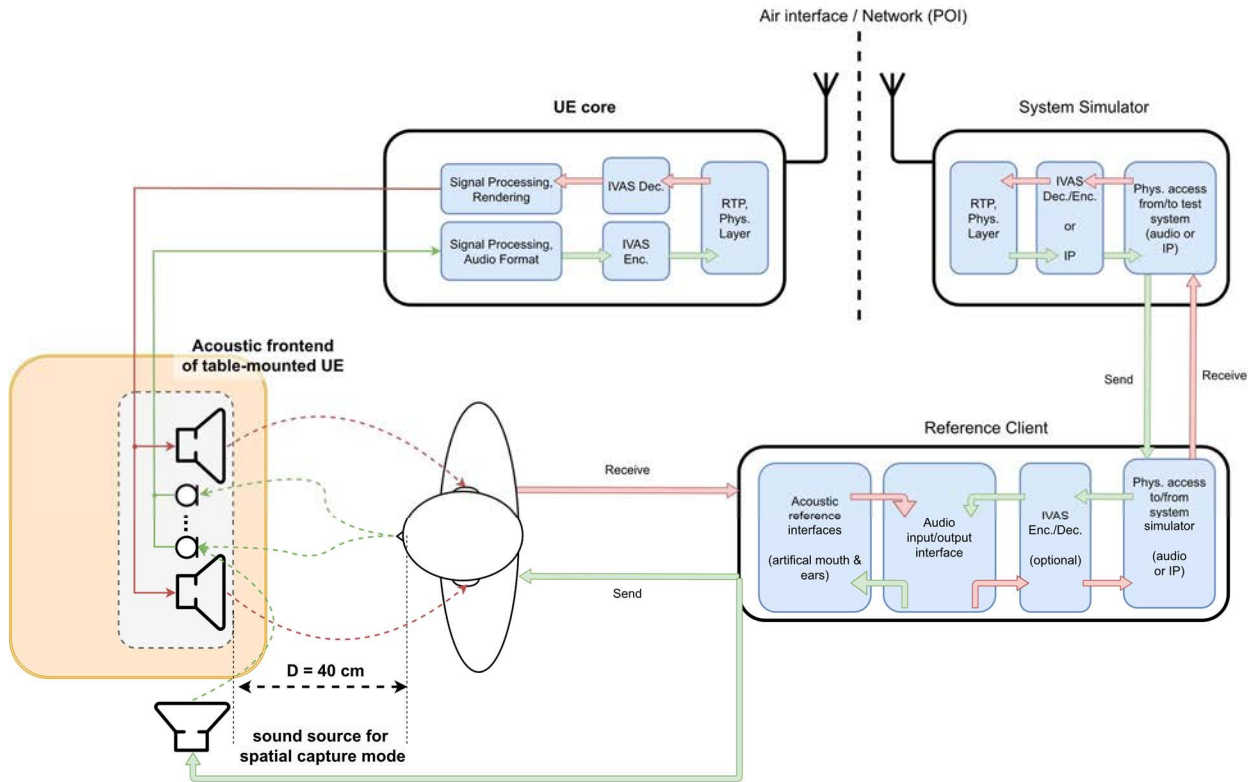 Air interface / Network (POI)
UE core
System Simulator
Signal Processing,
Rendering
IVAS Dec.
RTP,
Phys.
Layer
Signal Processing,
Audio Format
IVAS
Enc.
RTP,
Phys.
Layer
IVAS
Dec./Enc.
or
IP
Phys. access
from/to test
system
(audio or
IP)
Acoustic frontend
of table-mounted UE
Send
Receive
Reference Client
Receive
Send
Acoustic
reference
interfaces
(artifical mouth &
ears)
Audio
input/output
interface
IVAS
Enc./Dec.
(optional)
Phys. access
to/from
system
simulator
(audio
or IP)
D = 40 cm
sound source for
spatial capture mode